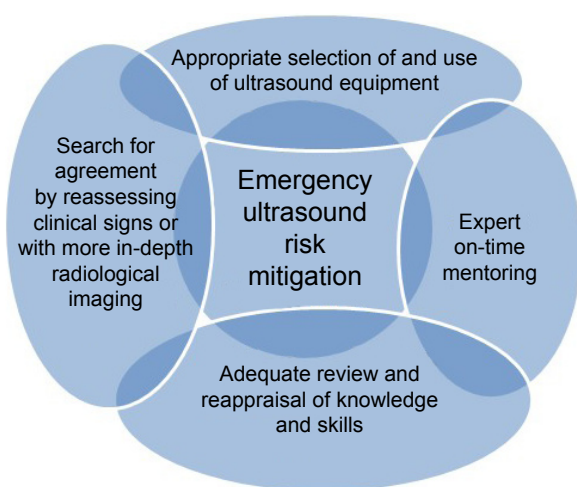 Appropriate selection of and use
of ultrasound equipment
Search for
agreement
by reassessing
clinical signs or
with more in-depth
radiological
imaging
Emergency
ultrasound
risk
mitigation
Expert
on-time
mentoring
Adequate review and
reappraisal of knowledge
and skills